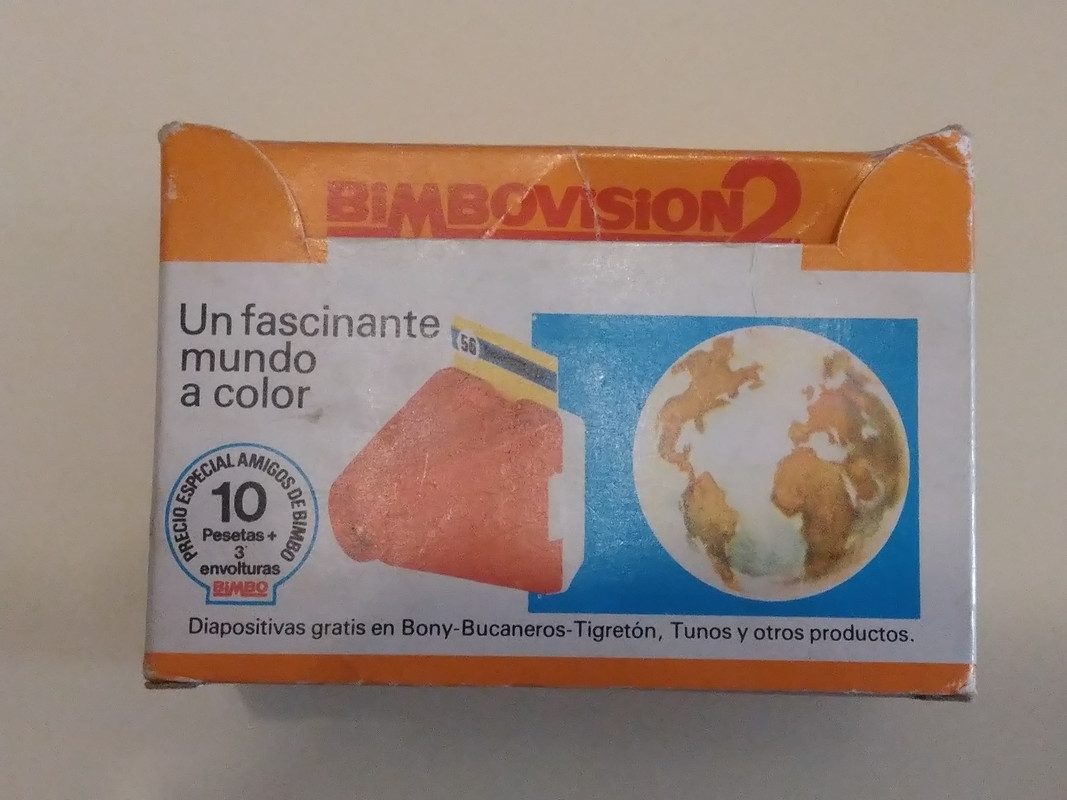 BIMBOVISION2
Un fascinante
mundo
a color
56
PRECIO ESPECIAL AMIGOS DE BIMBO
10
Pesetas +
3
envolturas
BIMBO
Diapositivas gratis en Bony-Bucaneros-Tigretón, Tunos y otros productos.